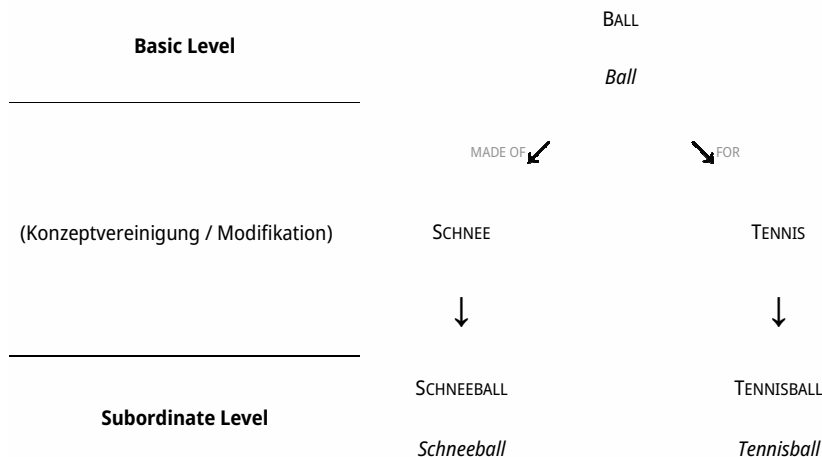 BALL
Basic Level
Ball
MADE OF FOR
(Konzeptvereinigung / Modifikation) SCHNEE TENNIS
SCHNEEBALL TENNISBALL
Subordinate Level
Schneeball Tennisball